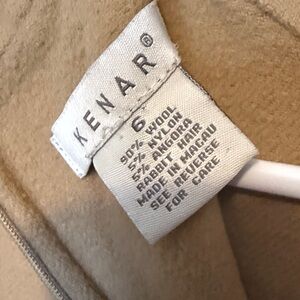 KENAR®
6
90% WOOL
5% NYLON
5% ANGORA
RABBIT HAIR
MADE IN MACAU
SEE REVERSE
FOR CARE